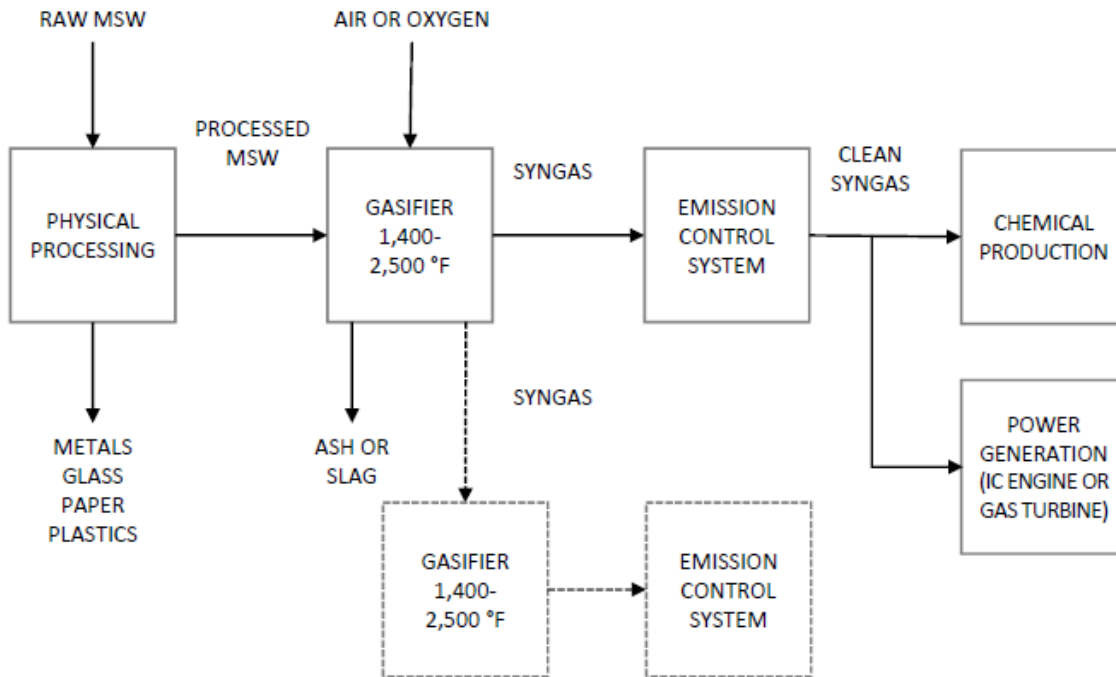 RAW MSW
AIR OR OXYGEN
PROCESSED
MSW
SYNGAS
CLEAN
SYNGAS
PHYSICAL
PROCESSING
GASIFIER
1,400-
2,500 °F
EMISSION
CONTROL
SYSTEM
CHEMICAL
PRODUCTION
METALS
GLASS
PAPER
PLASTICS
ASH OR
SLAG
SYNGAS
POWER
GENERATION
(IC ENGINE OR
GAS TURBINE)
GASIFIER
1,400-
2,500 °F
EMISSION
CONTROL
SYSTEM